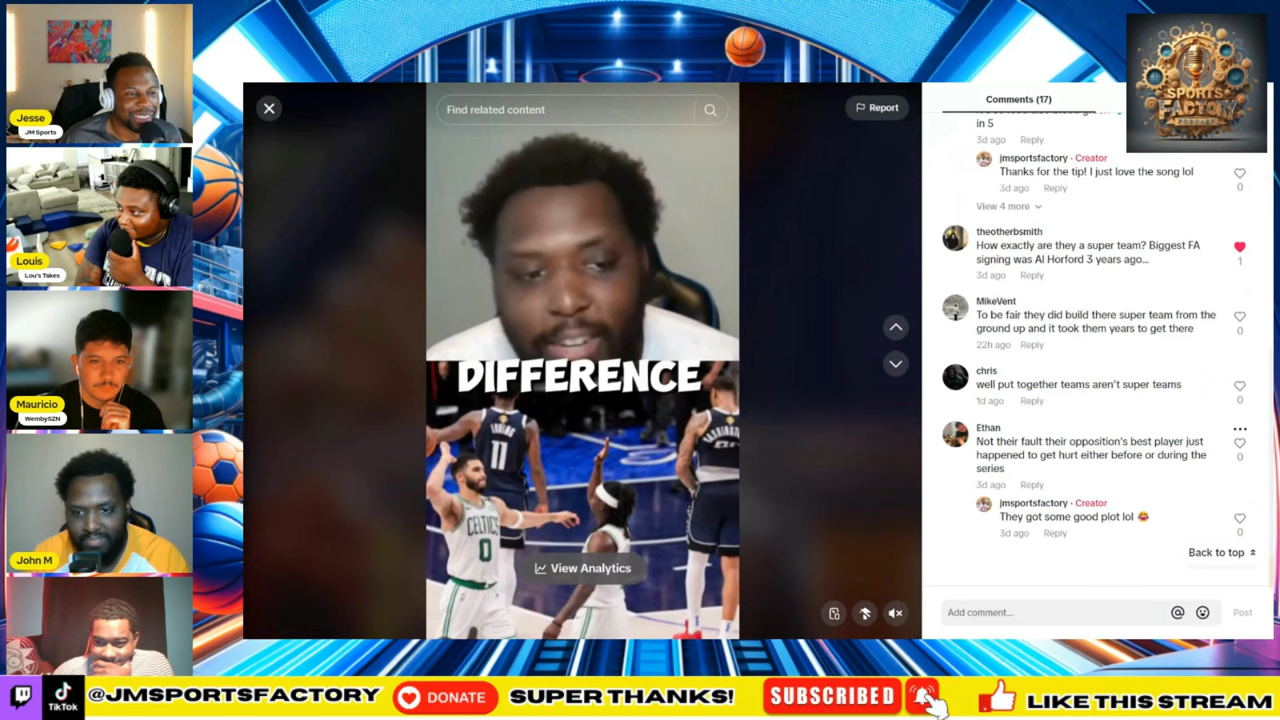 Jesse
JM Sports
Louis
Lou's Takes
Mauricio
WembySZN
John M
Find related content
Report
DIFFERENCE
11
CELTICS
0
View Analytics
SPORTS
FACTORY
PODCAST
Comments (17)
in 5
3d ago Reply
jmsportsfactory · Creator
Thanks for the tip! I just love the song lol
0
3d ago Reply
View 4 more
theotherbsmith
How exactly are they a super team? Biggest FA
signing was Al Horford 3 years ago...
1
3d ago Reply
MikeVent
To be fair they did build there super team from the
ground up and it took them years to get there
0
22h ago Reply
chris
well put together teams aren't super teams
0
1d ago Reply
Ethan
Not their fault their opposition's best player just
happened to get hurt either before or during the
series
0
3d ago Reply
jmsportsfactory · Creator
They got some good plot lol 😂
0
3d ago Reply
Back to top
Add comment...
Post
TikTok
@JMSPORTSFACTORY
DONATE
SUPER THANKS!
SUBSCRIBED
LIKE THIS STREAM